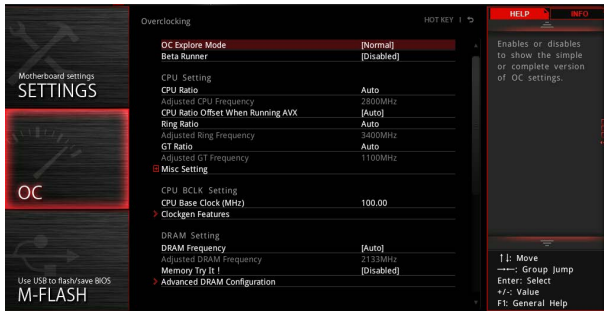 Motherboard settings
SETTINGS
OC
Use USB to flash/save BIOS
M-FLASH
Overclocking
HOT KEY
OC Explore Mode [Normal]
Beta Runner [Disabled]
CPU Setting
CPU Ratio Auto
Adjusted CPU Frequency 2800MHz
CPU Ratio Offset When Running AVX [Auto]
Ring Ratio Auto
Adjusted Ring Frequency 3400MHz
GT Ratio Auto
Adjusted GT Frequency 1100MHz
Misc Setting
CPU BCLK Setting
CPU Base Clock (MHz) 100.00
Clockgen Features
DRAM Setting
DRAM Frequency [Auto]
Adjusted DRAM Frequency 2133MHz
Memory Try It ! [Disabled]
Advanced DRAM Configuration
HELP INFO
Enables or disables
to show the simple
or complete version
of OC settings.
↑↓: Move
→←: Group Jump
Enter: Select
+/-: Value
F1: General Help